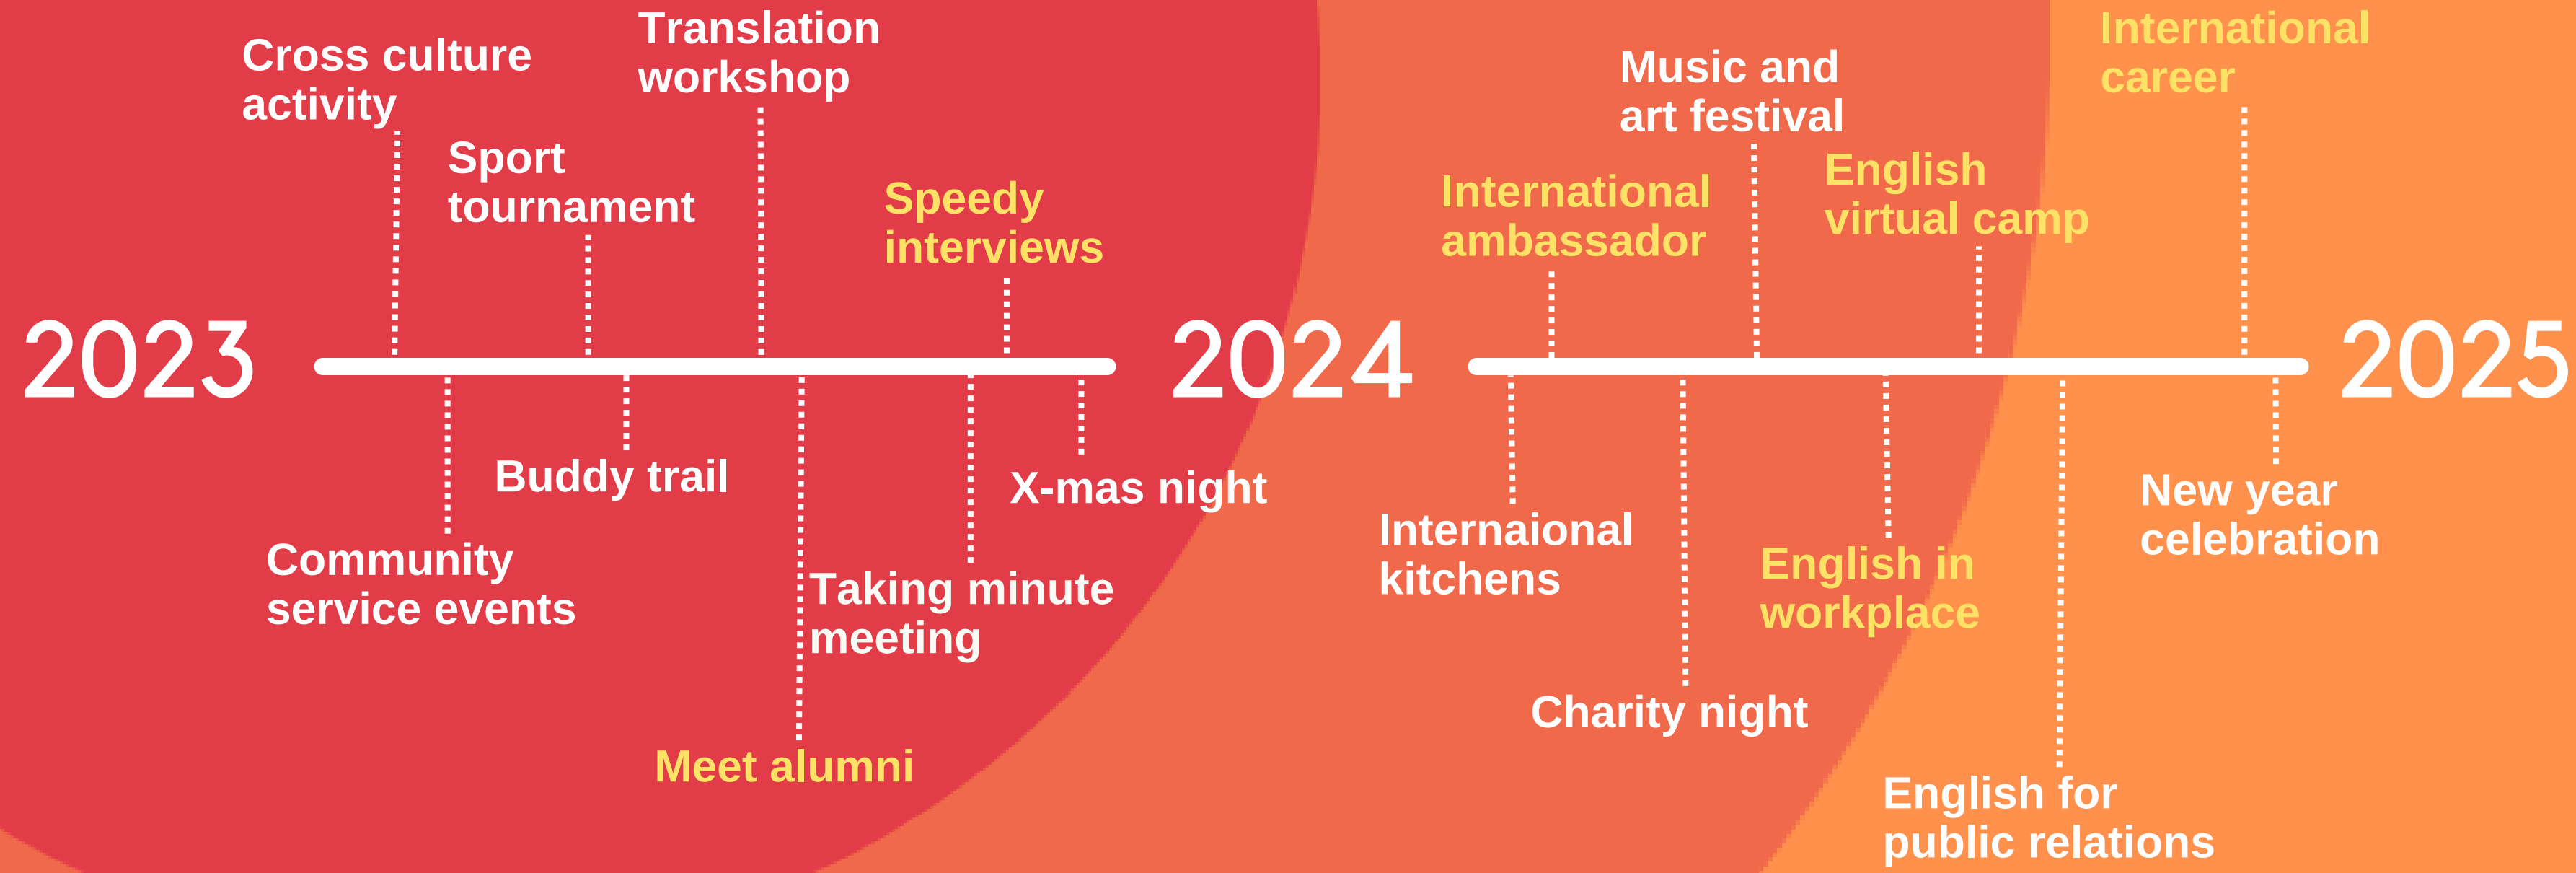 Cross culture
activity
Translation
workshop
Sport
tournament
Speedy
interviews
2023
Community
service events
Buddy trail
Meet alumni
Taking minute
meeting
X-mas night
2024
International
ambassador
Music and
art festival
English
virtual camp
International
career
Internaional
kitchens
Charity night
English in
workplace
English for
public relations
New year
celebration
2025